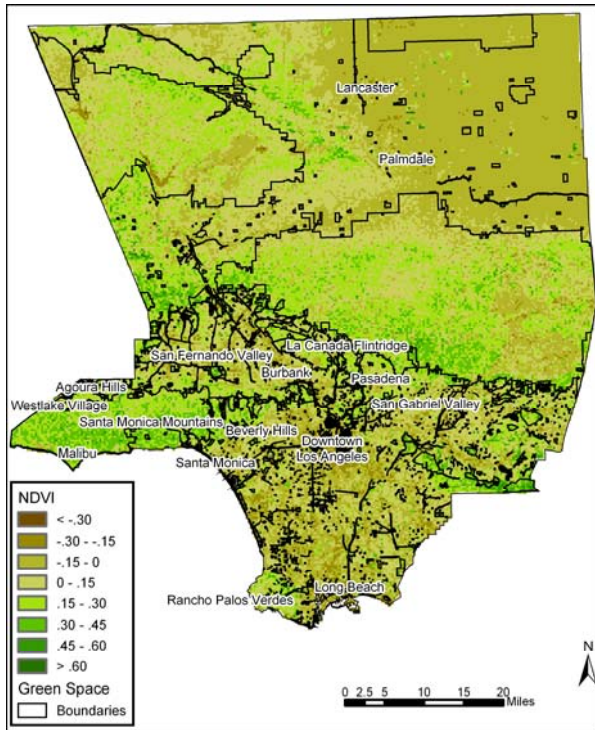 Lancaster
Palmdale
La Canada Flintridge
San Fernando Valley
Burbank
Pasadena
Agoura Hills
San Gabriel Valley
Westlake Village
Santa Monica Mountains
Beverly Hills
Downtown
Los Angeles
Malibu
Santa Monica
Rancho Palos Verdes
Long Beach
NDVI
< -.30
-.30 - -.15
-.15 - 0
0 - .15
.15 - .30
.30 - .45
.45 - .60
> .60
Green Space
Boundaries
N
0 2.5 5 10 15 20
Miles